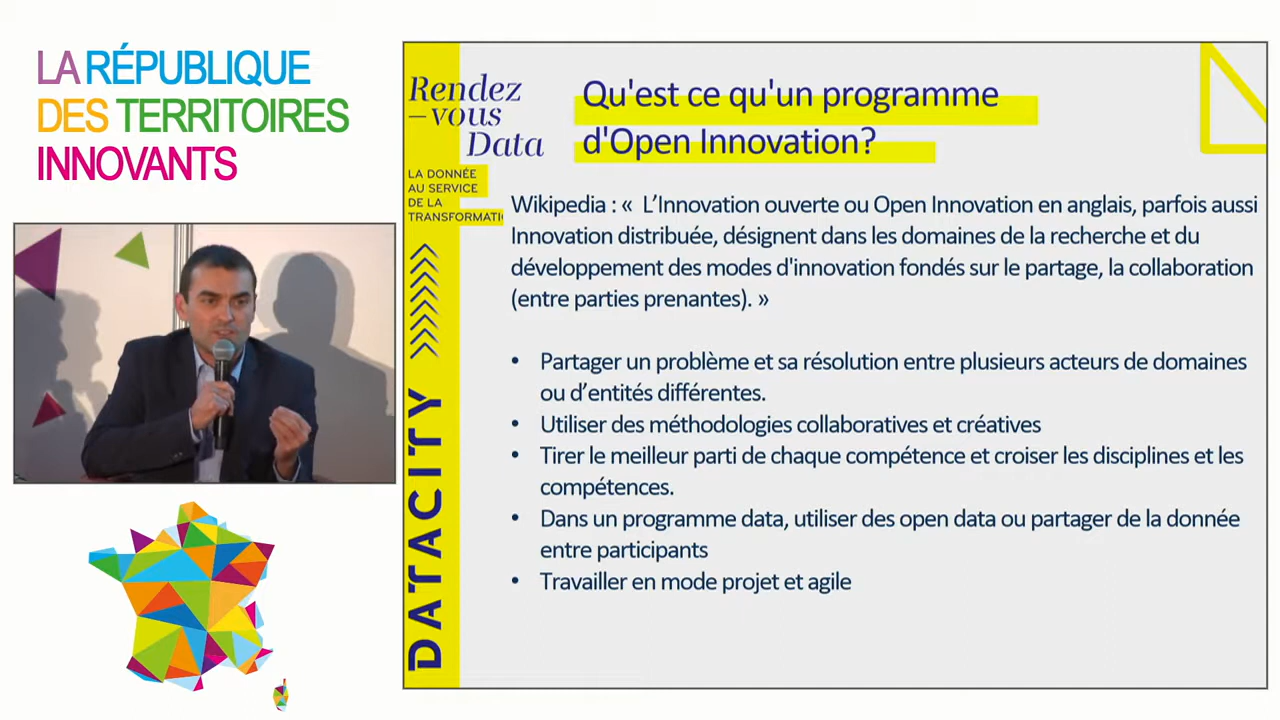 LA RÉPUBLIQUE
DES TERRITOIRES
INNOVANTS
Rendez
–vous
Data
LA DONNÉE
AU SERVICE
DE LA
TRANSFORMATI
DATACITY
Qu'est ce qu'un programme
d'Open Innovation?
Wikipedia : « L’Innovation ouverte ou Open Innovation en anglais, parfois aussi
Innovation distribuée, désignent dans les domaines de la recherche et du
développement des modes d'innovation fondés sur le partage, la collaboration
(entre parties prenantes). »
• Partager un problème et sa résolution entre plusieurs acteurs de domaines
ou d’entités différentes.
• Utiliser des méthodologies collaboratives et créatives
• Tirer le meilleur parti de chaque compétence et croiser les disciplines et les
compétences.
• Dans un programme data, utiliser des open data ou partager de la donnée
entre participants
• Travailler en mode projet et agile